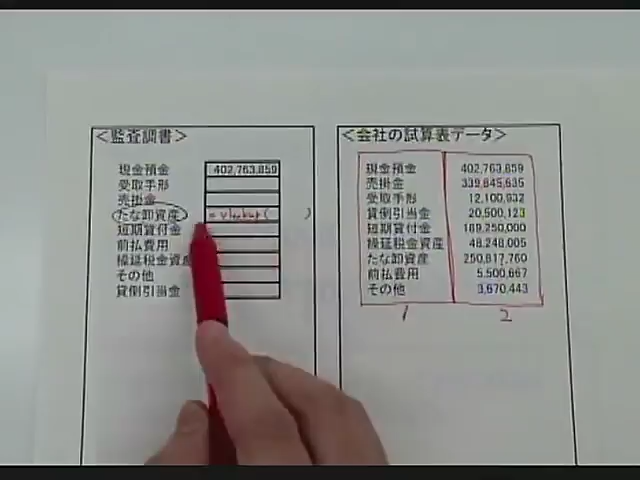 <監査調書>
現金預金 402,763,859
受取手形
売掛金
たな卸資産 =vlookup( )
短期貸付金
前払費用
繰延税金資産
その他
貸倒引当金
<会社の試算表データ>
現金預金 402,763,859
売掛金 339,845,635
受取手形 12,100,932
貸倒引当金 20,500,123
短期貸付金 189,250,000
繰延税金資産 48,248,005
たな卸資産 250,817,760
前払費用 5,500,667
その他 3,670,443
1 2